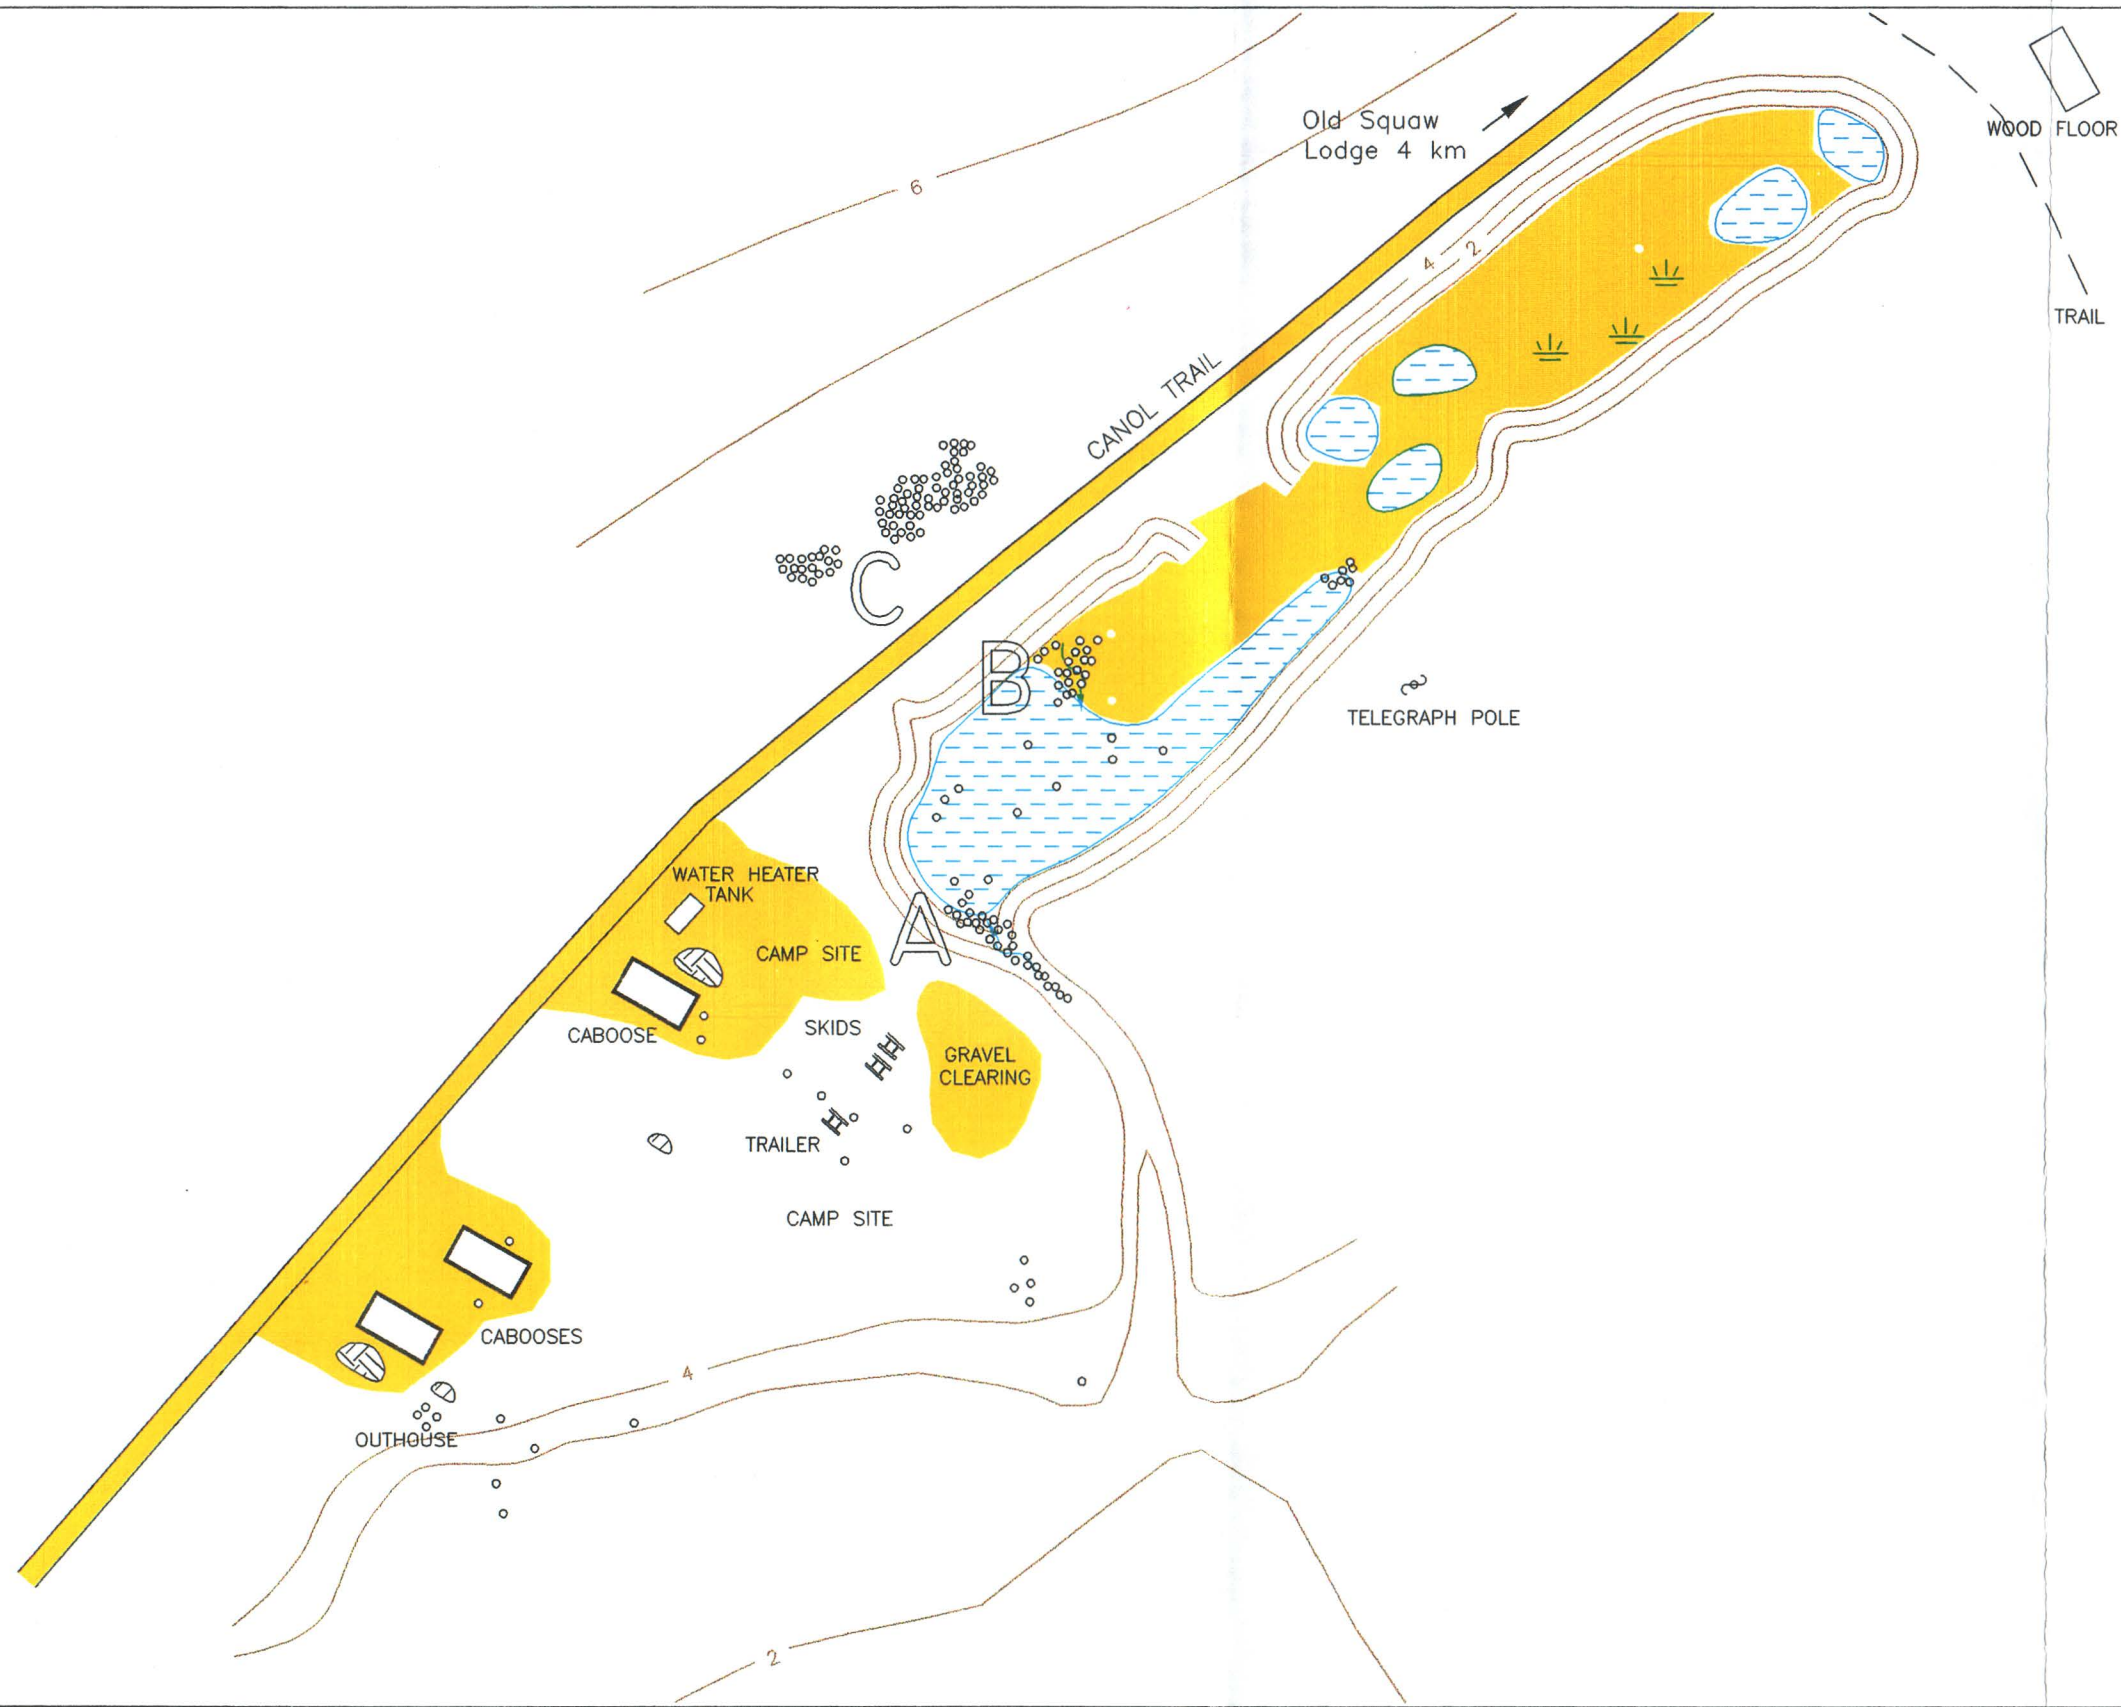 Old Squaw
Lodge 4 km
WOOD FLOOR
6
4
2
TRAIL
CANOL TRAIL
C
B
TELEGRAPH POLE
WATER HEATER
TANK
A
CAMP SITE
CABOOSE
SKIDS
GRAVEL
CLEARING
TRAILER
CAMP SITE
CABOOSES
4
OUTHOUSE
2